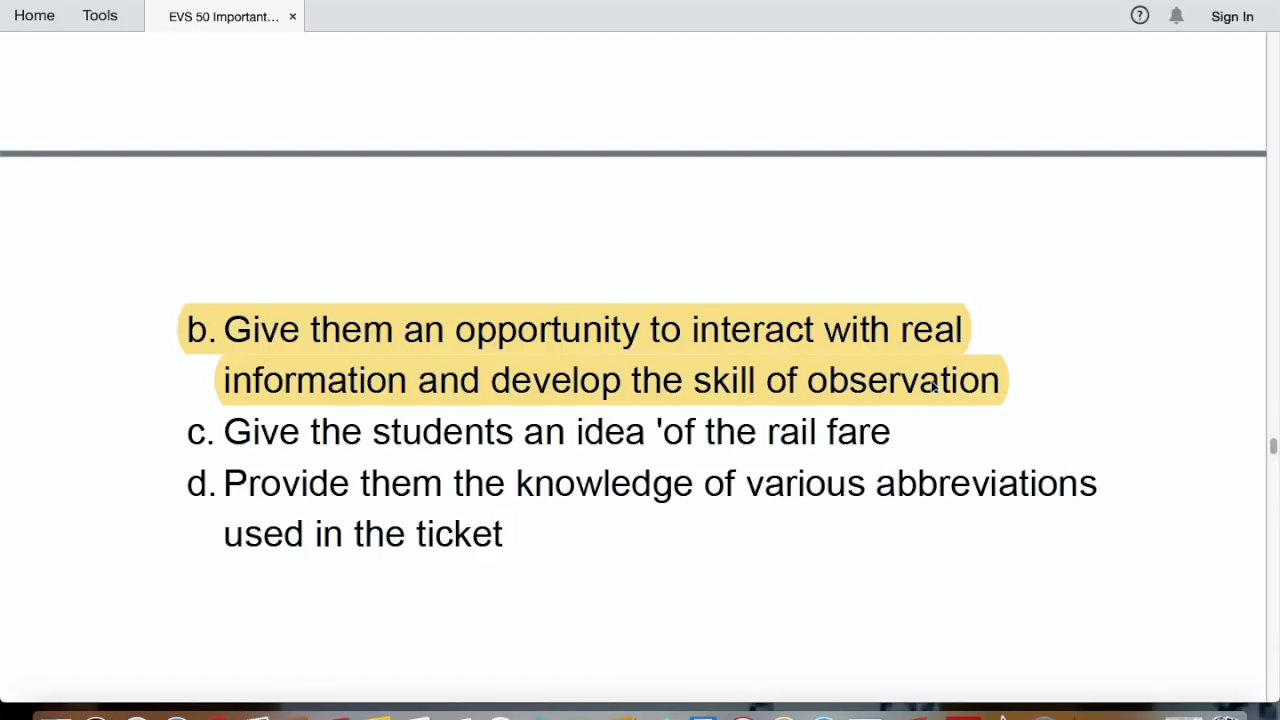 Home Tools EVS 50 Important... × Sign In
b. Give them an opportunity to interact with real
information and develop the skill of observation
c. Give the students an idea 'of the rail fare
d. Provide them the knowledge of various abbreviations
used in the ticket